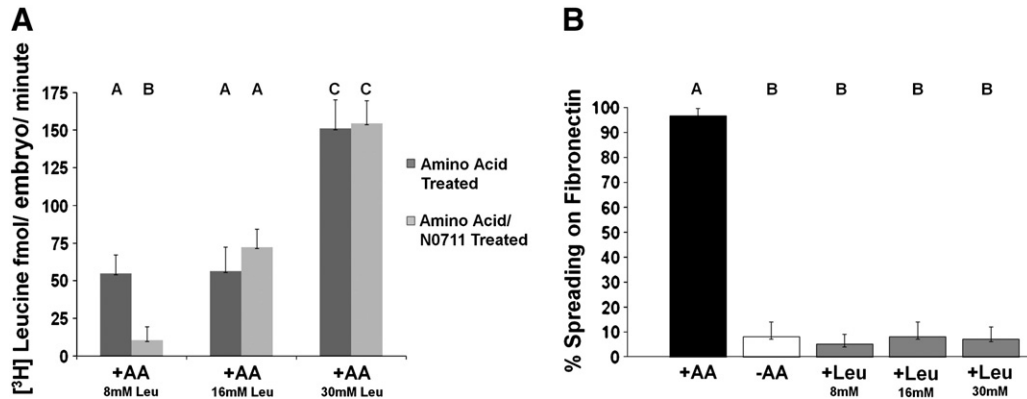 A
[³H] Leucine fmol/ embryo/ minute
A B A A C C
175
150
125
100
75
50
25
0
+AA +AA +AA
8mM Leu 16mM Leu 30mM Leu
Amino Acid
Treated
Amino Acid/
N0711 Treated
B
% Spreading on Fibronectin
A B B B B
100
90
80
70
60
50
40
30
20
10
0
+AA -AA +Leu +Leu +Leu
8mM 16mM 30mM